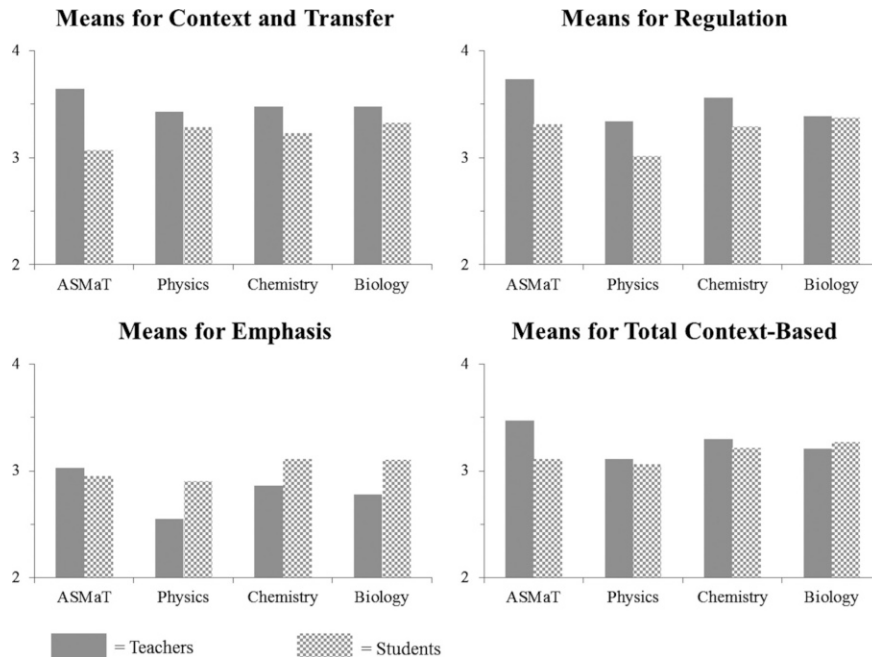 Means for Context and Transfer
4
3
2
ASMaT Physics Chemistry Biology
Means for Regulation
4
3
2
ASMaT Physics Chemistry Biology
Means for Emphasis
4
3
2
ASMaT Physics Chemistry Biology
Means for Total Context-Based
4
3
2
ASMaT Physics Chemistry Biology
= Teachers
= Students